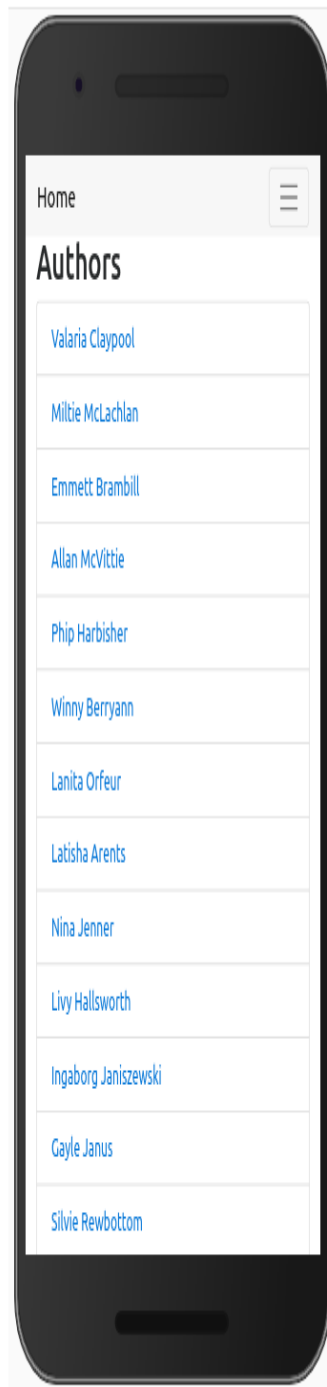 Home
Authors
Valaria Claypool
Miltie McLachlan
Emmett Brambill
Allan McVittie
Phip Harbisher
Winny Berryann
Lanita Orfeur
Latisha Arents
Nina Jenner
Livy Hallsworth
Ingaborg Janiszewski
Gayle Janus
Silvie Rewbottom